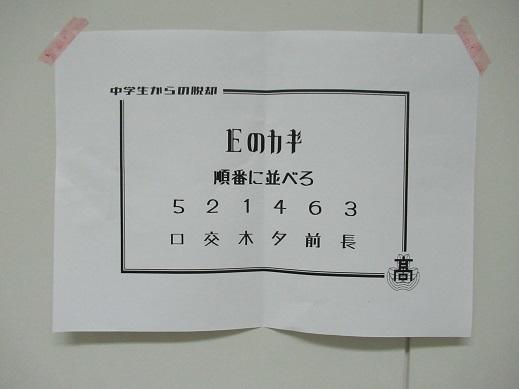 中学生からの脱却
Eのカギ
順番に並べろ
5 2 1 4 6 3
口 交 木 夕 前 長
高